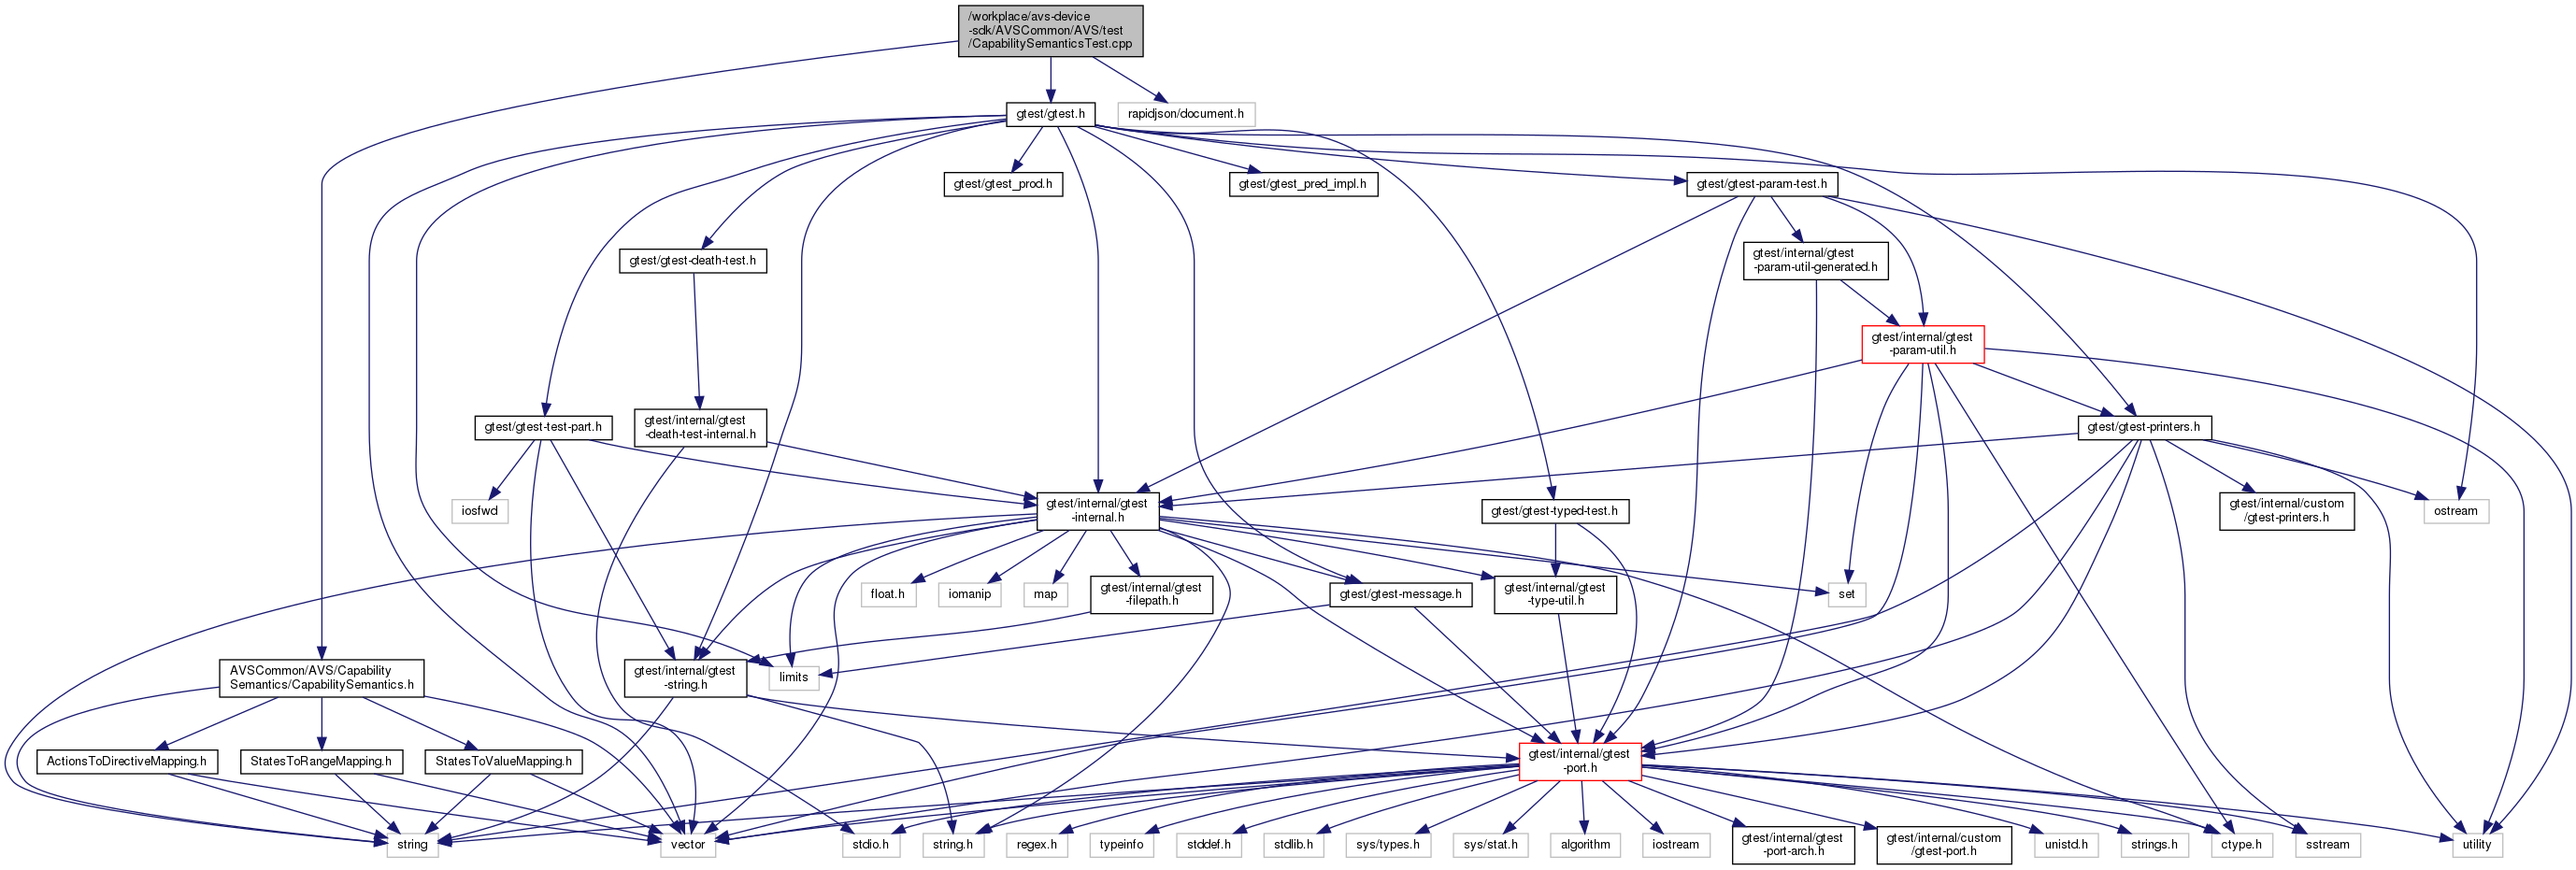 /workplace/avs-device
-sdk/AVSCommon/AVS/test
/CapabilitySemanticsTest.cpp
gtest/gtest.h
rapidjson/document.h
gtest/gtest_prod.h
gtest/gtest_pred_impl.h
gtest/gtest-param-test.h
gtest/gtest-death-test.h
gtest/internal/gtest
-param-util-generated.h
gtest/internal/gtest
-param-util.h
gtest/gtest-test-part.h
gtest/internal/gtest
-death-test-internal.h
gtest/gtest-printers.h
iosfwd
gtest/internal/gtest
-internal.h
gtest/gtest-typed-test.h
gtest/internal/custom
/gtest-printers.h
ostream
float.h
iomanip
map
gtest/internal/gtest
-filepath.h
gtest/gtest-message.h
gtest/internal/gtest
-type-util.h
set
AVSCommon/AVS/Capability
Semantics/CapabilitySemantics.h
gtest/internal/gtest
-string.h
limits
ActionsToDirectiveMapping.h
StatesToRangeMapping.h
StatesToValueMapping.h
gtest/internal/gtest
-port.h
string
vector
stdio.h
string.h
regex.h
typeinfo
stddef.h
stdlib.h
sys/types.h
sys/stat.h
algorithm
iostream
gtest/internal/gtest
-port-arch.h
gtest/internal/custom
/gtest-port.h
unistd.h
strings.h
ctype.h
sstream
utility